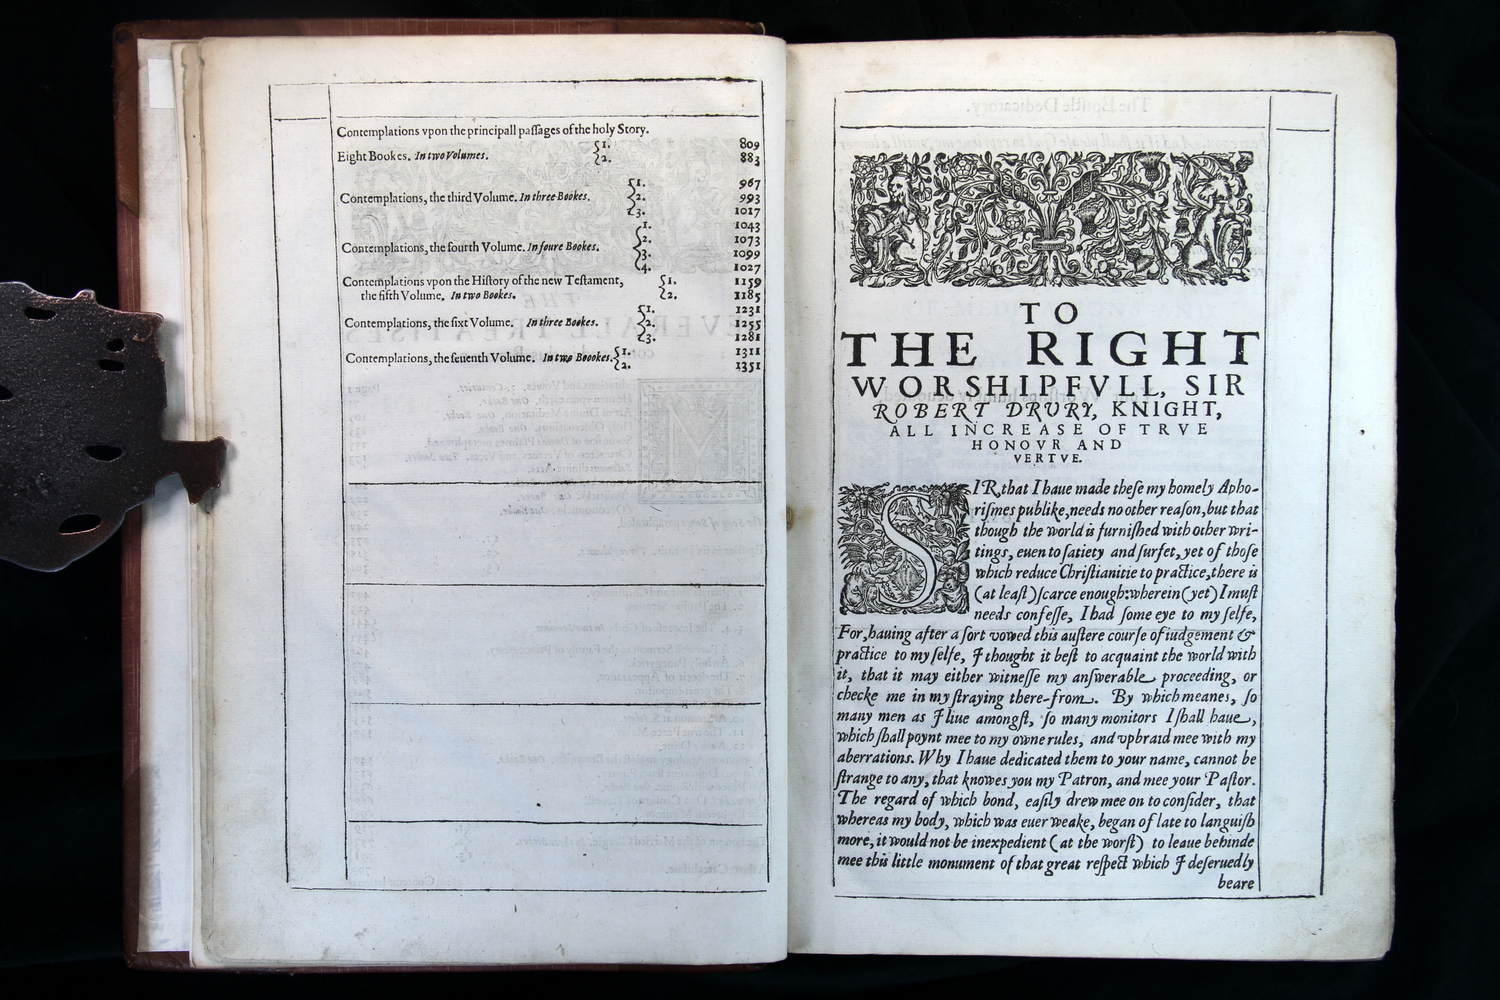 Contemplations vpon the principall paſſages of the holy Story.
Eight Bookes. In two Volumes. {1. 809
{2. 883
Contemplations, the third Volume. In three Bookes. {1. 967
{2. 993
{3. 1017
Contemplations, the fourth Volume. In foure Bookes. {1. 1043
{2. 1073
{3. 1099
{4. 1027
Contemplations vpon the Hiſtory of the new Teſtament, {1. 1159
the fifth Volume. In two Bookes. {2. 1185
Contemplations, the ſixt Volume. In three Bookes. {1. 1231
{2. 1255
{3. 1281
Contemplations, the ſeuenth Volume. In two Boookes. {1. 1311
{2. 1351
TO
THE RIGHT
WORSHIPFVLL, SIR
ROBERT DRURY, KNIGHT,
ALL INCREASE OF TRVE
HONOVR AND
VERTVE.
SIR, that I haue made theſe my homely Apho-
riſmes publike, needs no other reaſon, but that
though the world is furniſhed with other wri-
tings, euen to ſatiety and ſurfet, yet of thoſe
which reduce Chriſtianitie to practice, there is
(at leaſt) ſcarce enough: wherein (yet) I muſt
needs confeſſe, I had ſome eye to my ſelfe,
For, hauing after a ſort vowed this auſtere courſe of iudgement &
practice to my ſelfe, I thought it beſt to acquaint the world with
it, that it may either witneſſe my anſwerable proceeding, or
checke me in my ſtraying there-from. By which meanes, ſo
many men as I liue amongſt, ſo many monitors I ſhall haue,
which ſhall poynt mee to my owne rules, and vpbraid mee with my
aberrations. Why I haue dedicated them to your name, cannot be
ſtrange to any, that knowes you my Patron, and mee your Paſtor.
The regard of which bond, eaſily drew mee on to conſider, that
whereas my body, which was euer weake, began of late to languiſh
more, it would not be inexpedient (at the worſt) to leaue behinde
mee this little monument of that great reſpect which I deſeruedly
beare